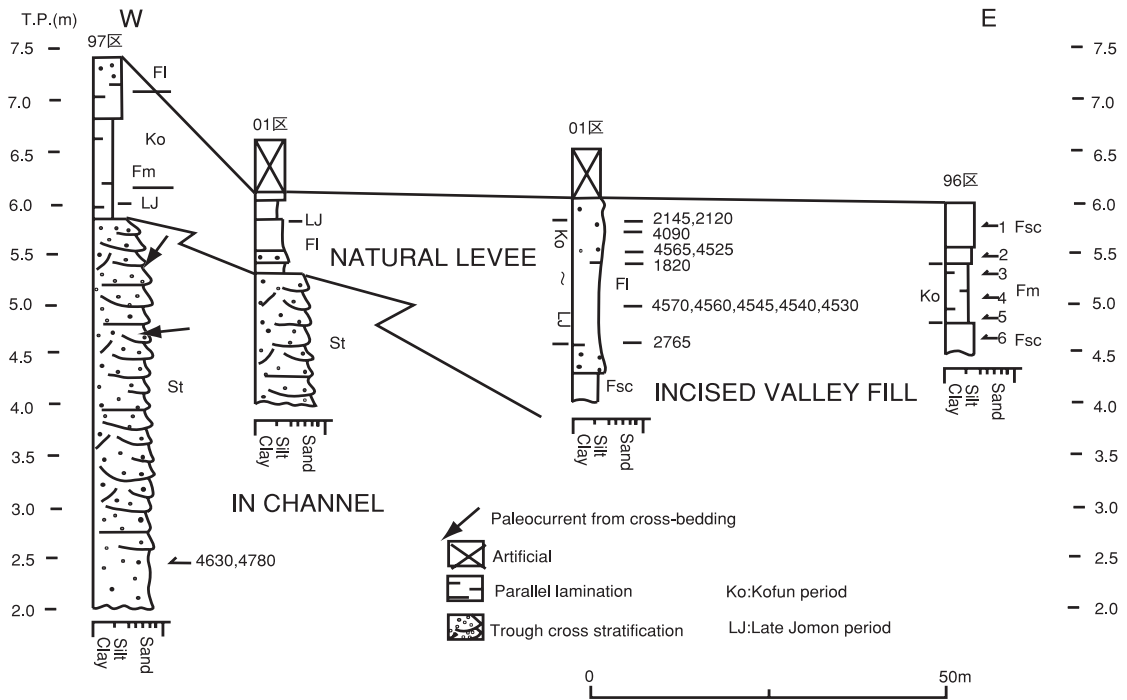 T.P.(m)
W
E
97区
7.5
7.0
6.5
6.0
5.5
5.0
4.5
4.0
3.5
3.0
2.5
2.0
Fl
Ko
Fm
LJ
St
4630,4780
Clay
Silt
Sand
01区
LJ
Fl
St
Clay
Silt
Sand
NATURAL LEVEE
IN CHANNEL
01区
Ko
~
LJ
2145,2120
4090
4565,4525
1820
Fl
4570,4560,4545,4540,4530
2765
Fsc
Clay
Silt
Sand
INCISED VALLEY FILL
96区
1 Fsc
2
3
Ko
4 Fm
5
6 Fsc
Clay
Silt
Sand
7.5
7.0
6.5
6.0
5.5
5.0
4.5
4.0
3.5
3.0
2.5
2.0
Paleocurrent from cross-bedding
Artificial
Parallel lamination
Ko:Kofun period
Trough cross stratification
LJ:Late Jomon period
0
50m